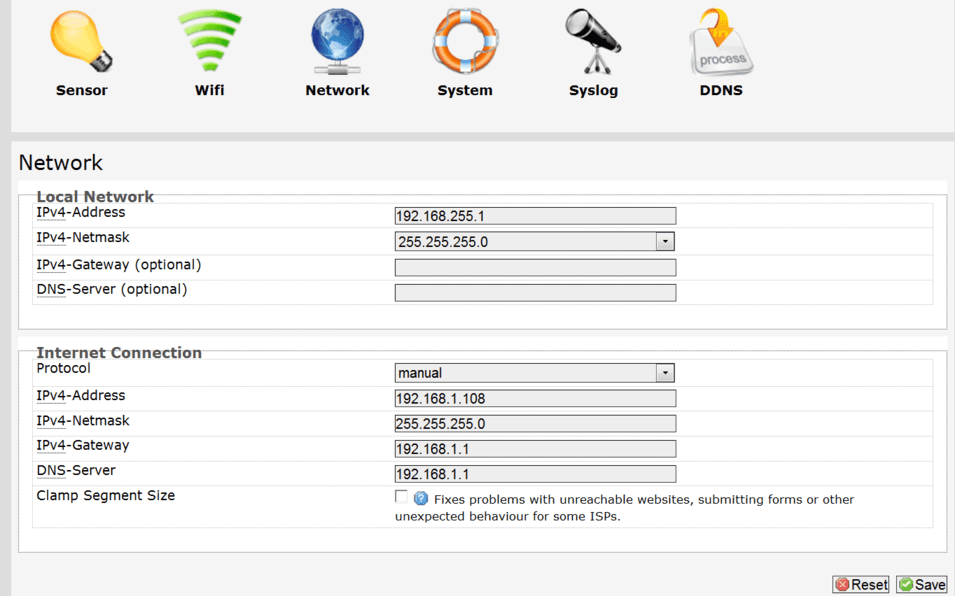 process
Sensor Wifi Network System Syslog DDNS
Network
Local Network
IPv4-Address 192.168.255.1
IPv4-Netmask 255.255.255.0
IPv4-Gateway (optional)
DNS-Server (optional)
Internet Connection
Protocol manual
IPv4-Address 192.168.1.108
IPv4-Netmask 255.255.255.0
IPv4-Gateway 192.168.1.1
DNS-Server 192.168.1.1
Clamp Segment Size ? Fixes problems with unreachable websites, submitting forms or other
unexpected behaviour for some ISPs.
Reset Save